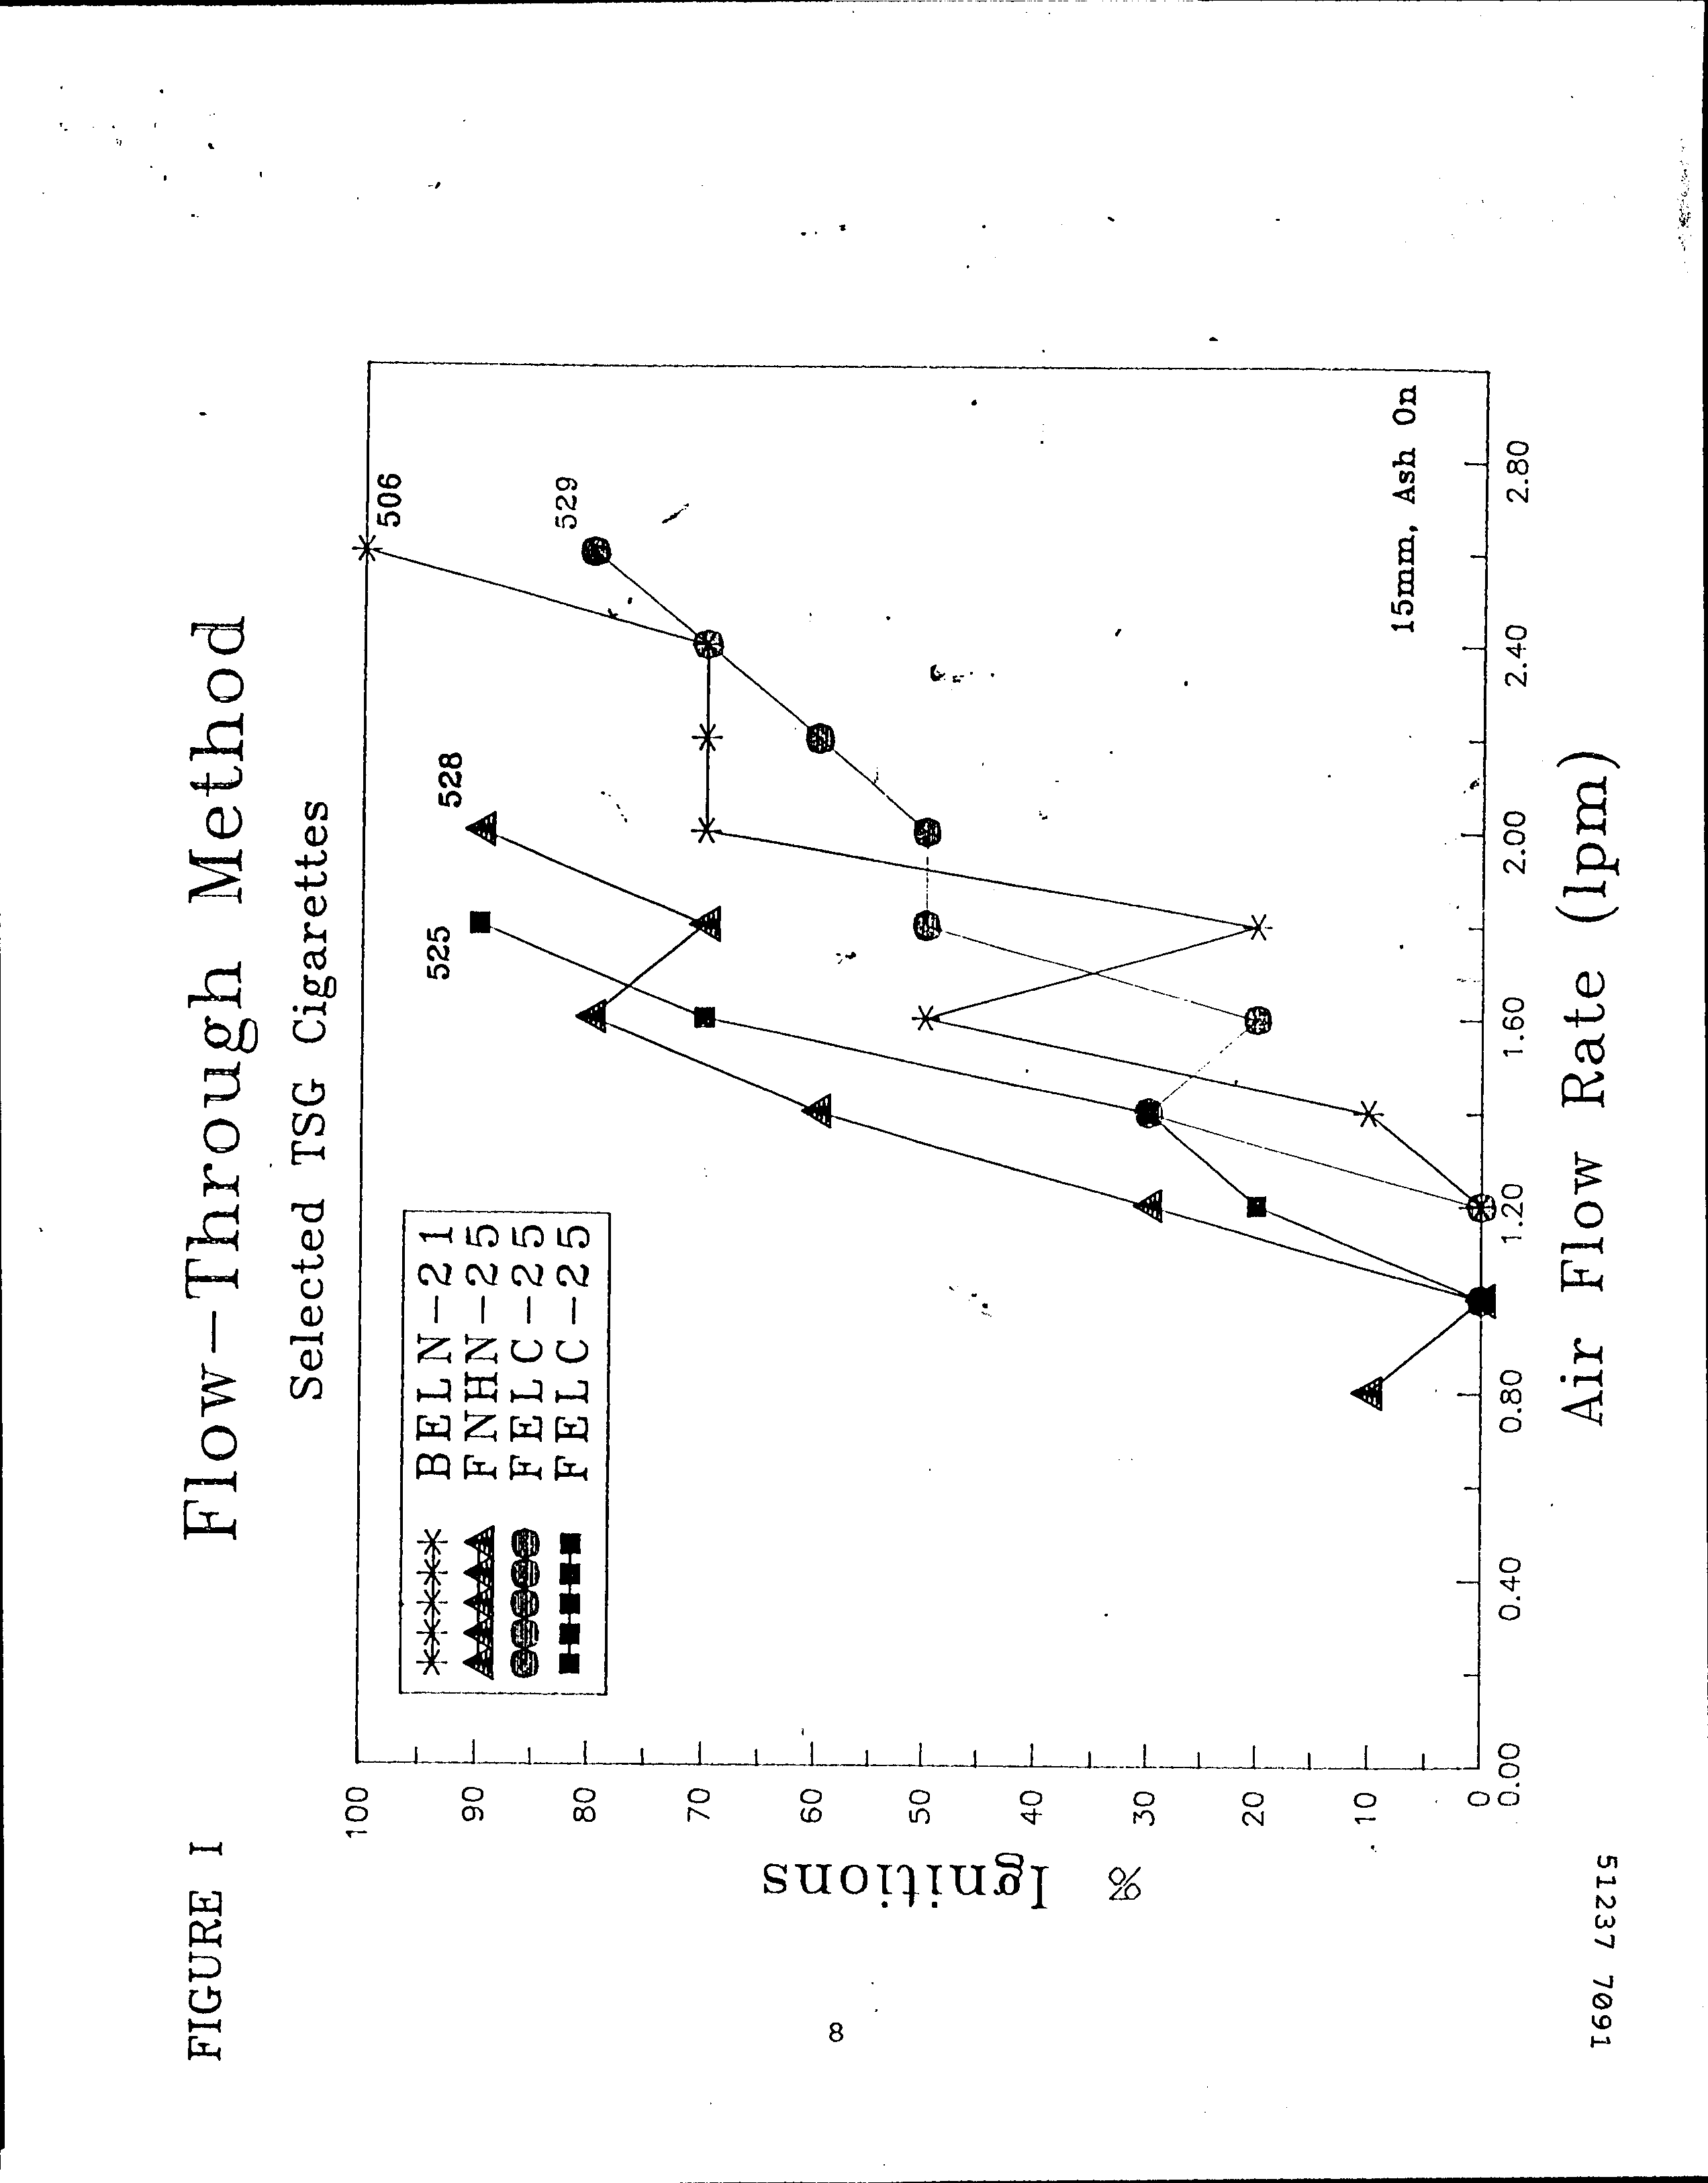 FIGURE I
Flow-Through Method
Selected TSG Cigarettes
BELN-21
FNHN-25
FELC-25
FELC-25
506
529
528
525
15mm, Ash On
100
90
80
70
60
50
40
30
20
10
0
% Ignitions
0.00 0.40 0.80 1.20 1.60 2.00 2.40 2.80
Air Flow Rate (lpm)
8
51237 7091